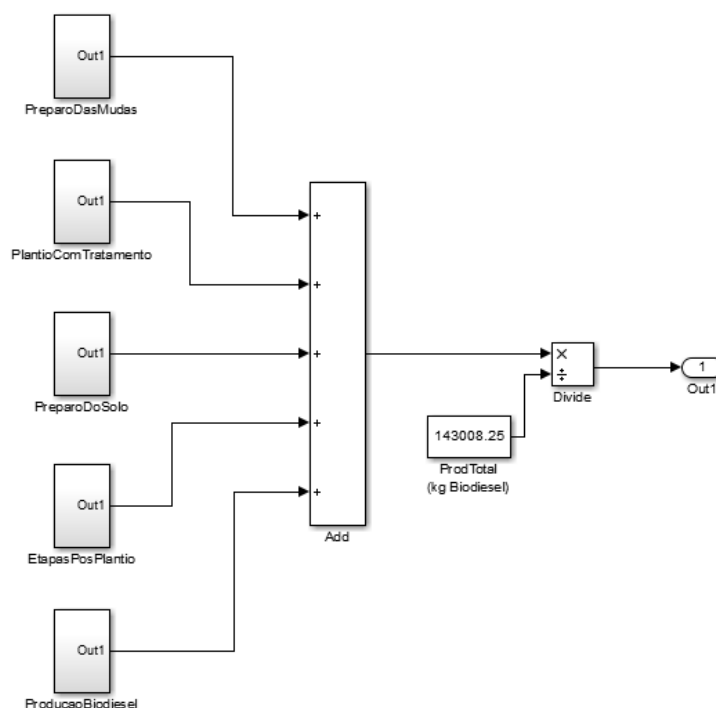 Out1
PreparoDasMudas
Out1
PlantioComTratamento
Out1
PreparoDoSolo
Out1
EtapasPosPlantio
Out1
ProducaoBiodiesel
+
+
+
+
+
Add
143008.25
ProdTotal
(kg Biodiesel)
×
÷
Divide
1
Out1